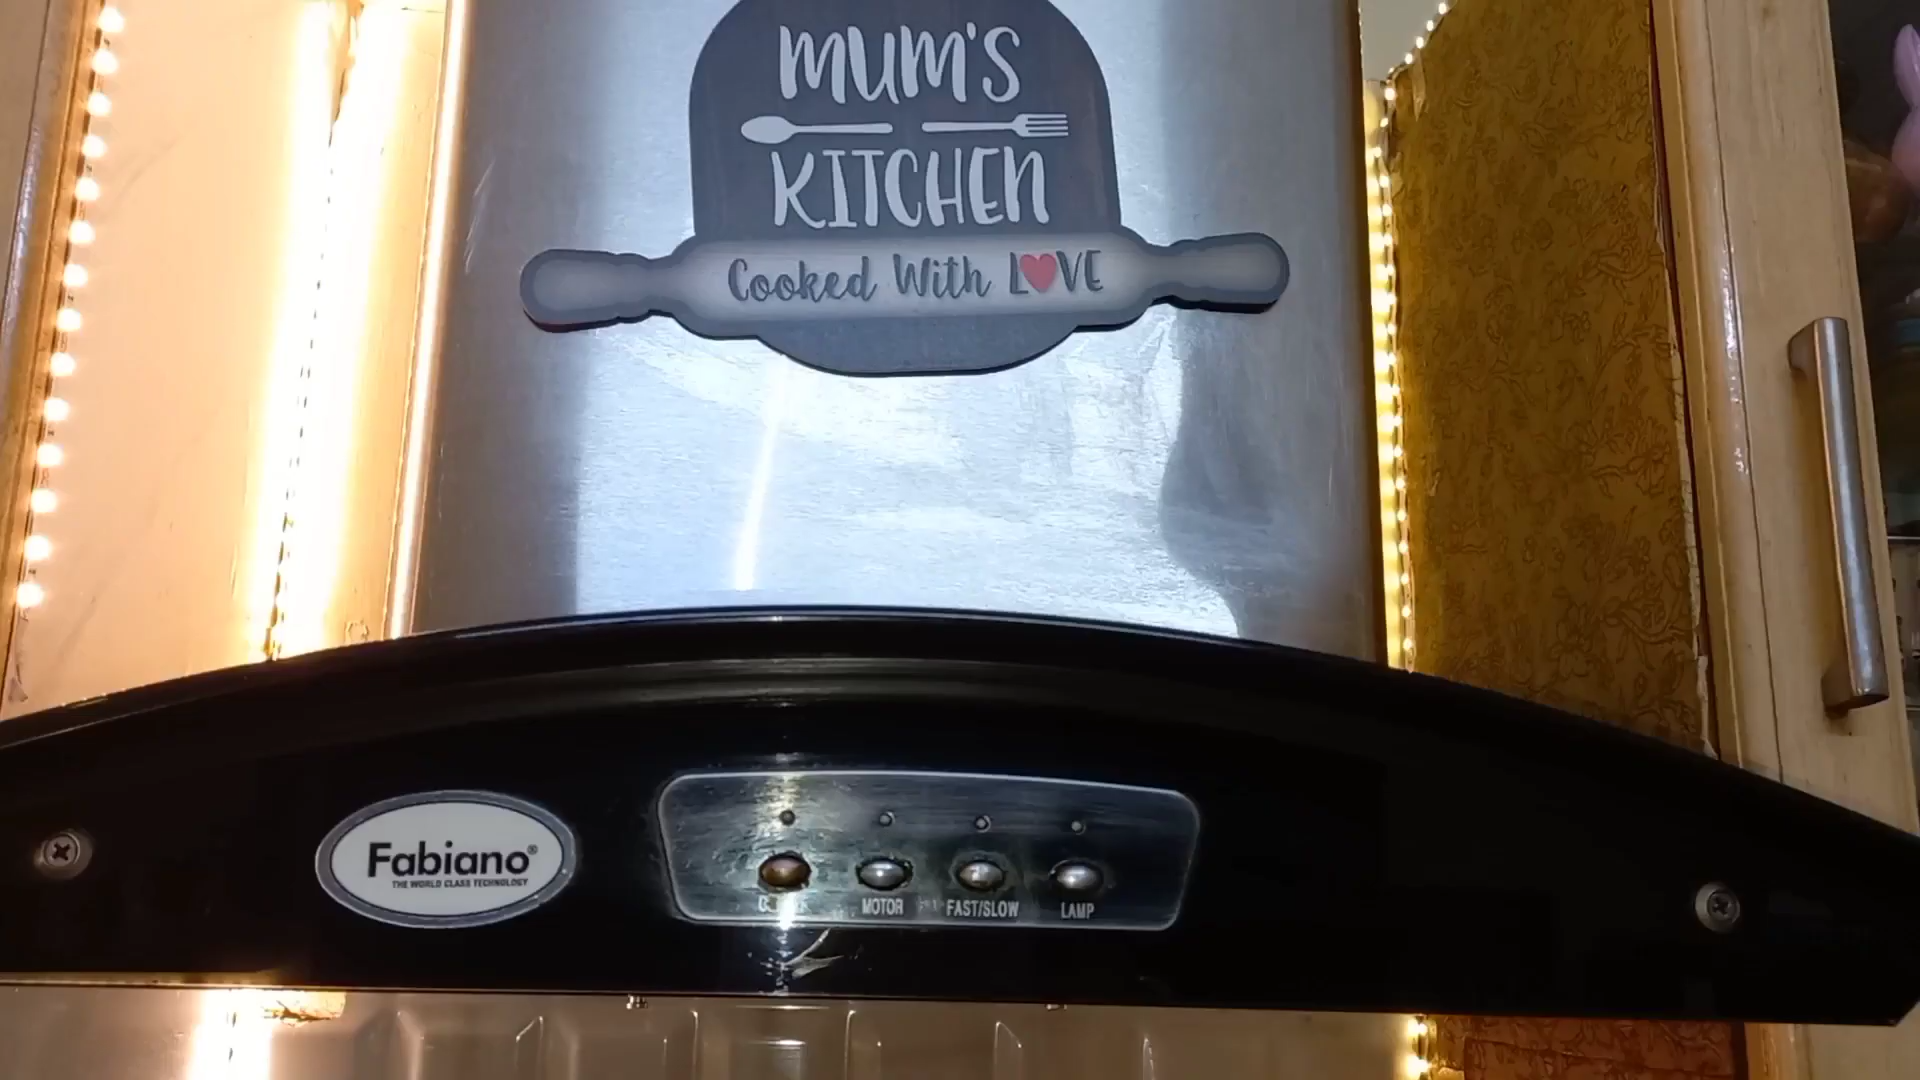 MUM'S
KITCHEN
Cooked With LOVE
Fabiano®
THE WORLD CLASS TECHNOLOGY
MOTOR
FAST/SLOW
LAMP